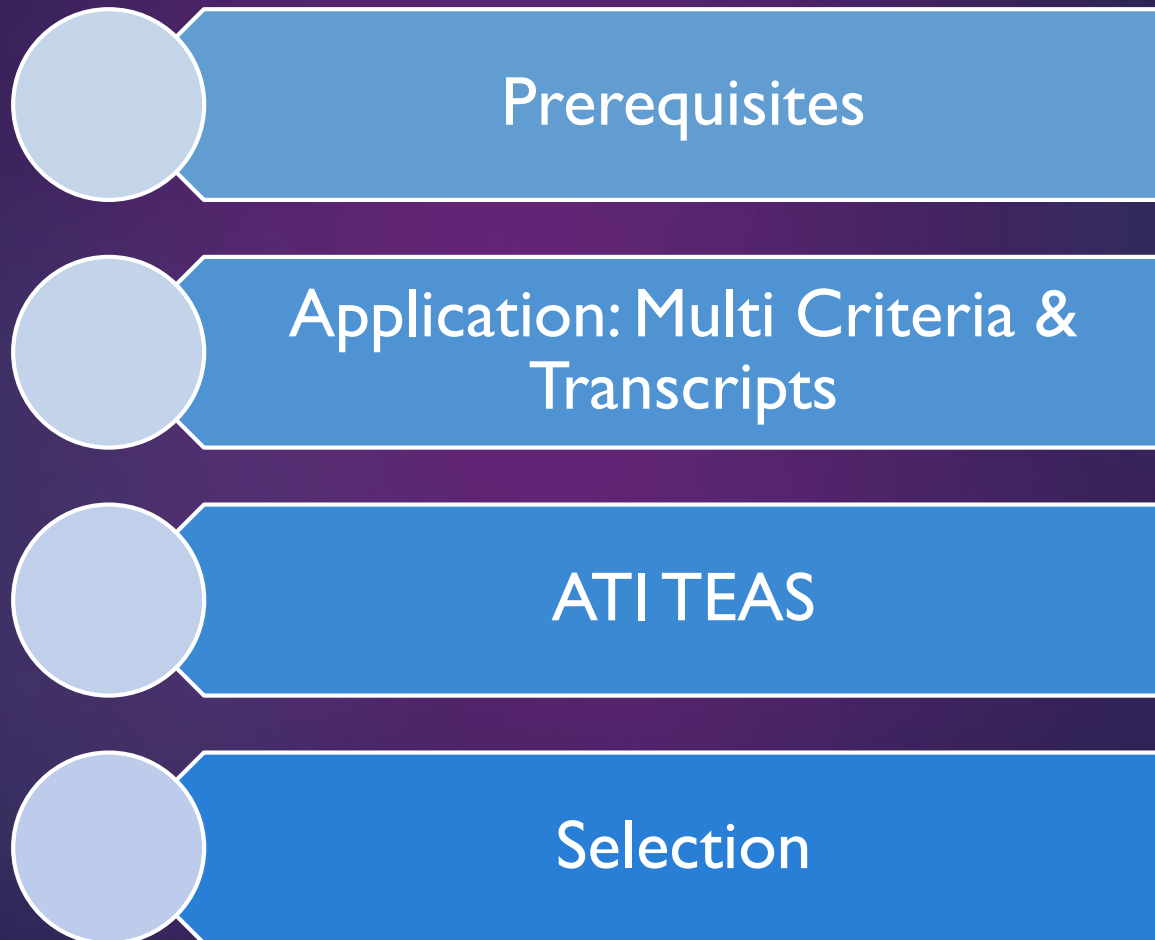 Prerequisites
Application: Multi Criteria &
Transcripts
ATI TEAS
Selection